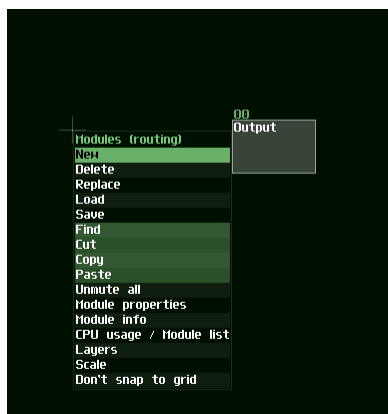 00
Output
Modules (routing)
New
Delete
Replace
Load
Save
Find
Cut
Copy
Paste
Unmute all
Module properties
Module info
CPU usage / Module list
Layers
Scale
Don't snap to grid